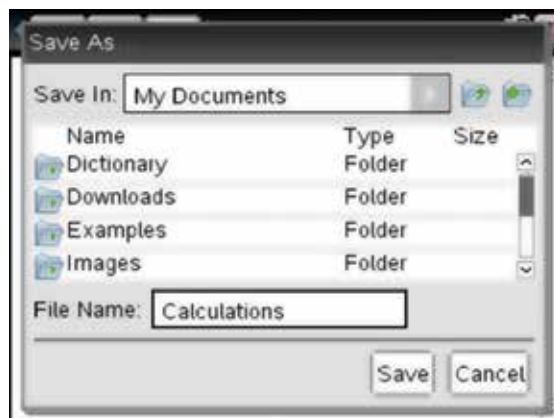 Save As
Save In: My Documents
Name Type Size
Dictionary Folder
Downloads Folder
Examples Folder
Images Folder
File Name: Calculations
Save Cancel